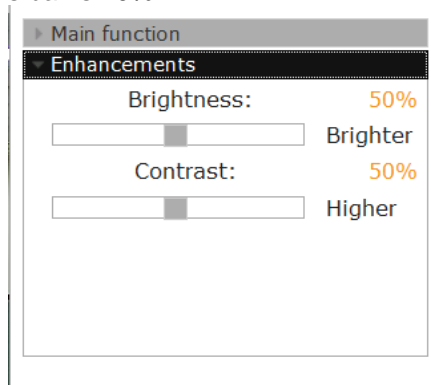 Main function
Enhancements
Brightness: 50%
Brighter
Contrast: 50%
Higher